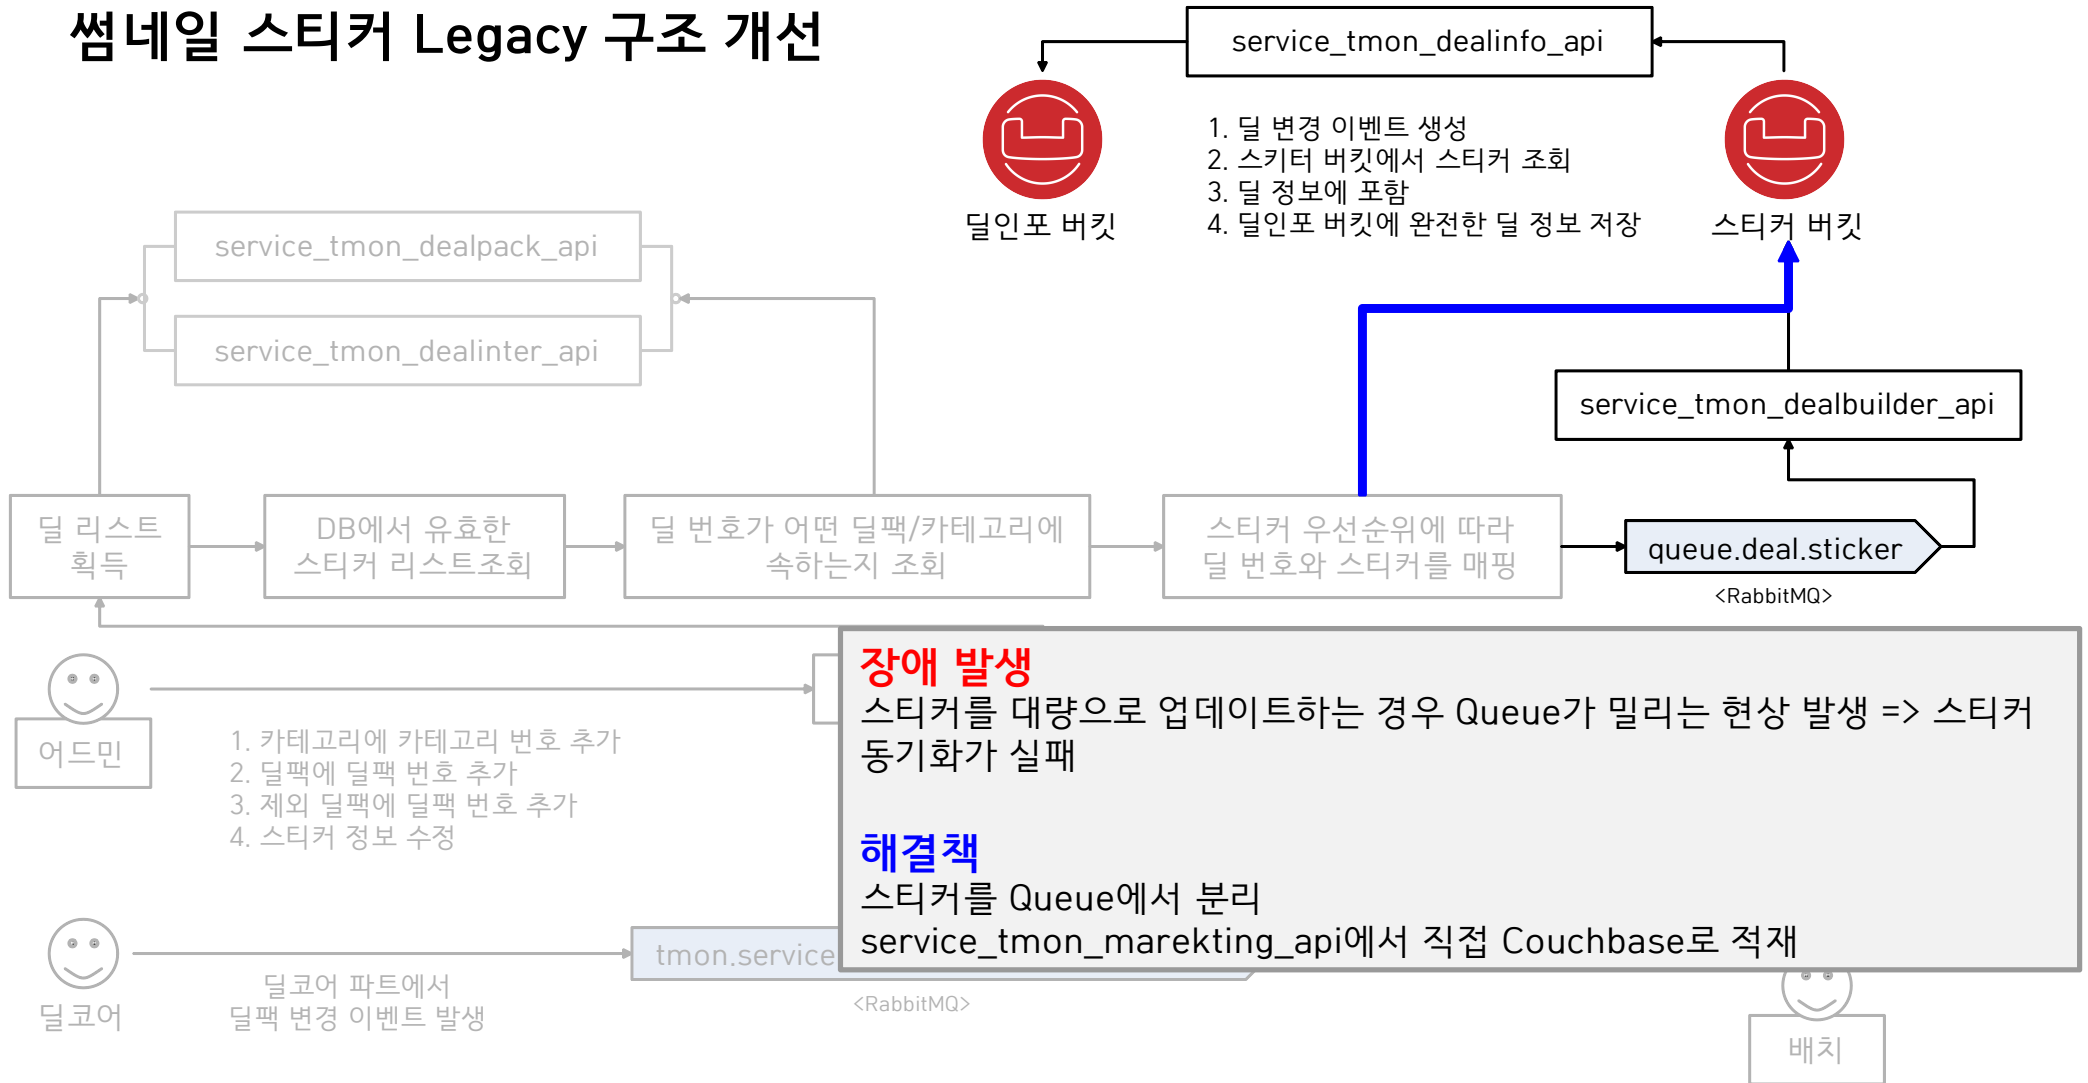 썸네일 스티커 Legacy 구조 개선
service_tmon_dealinfo_api
1. 딜 변경 이벤트 생성
2. 스키터 버킷에서 스티커 조회
3. 딜 정보에 포함
4. 딜인포 버킷에 완전한 딜 정보 저장
딜인포 버킷
스티커 버킷
service_tmon_dealpack_api
service_tmon_dealinter_api
service_tmon_dealbuilder_api
딜 리스트
획득
DB에서 유효한
스티커 리스트조회
딜 번호가 어떤 딜팩/카테고리에
속하는지 조회
스티커 우선순위에 따라
딜 번호와 스티커를 매핑
queue.deal.sticker
<RabbitMQ>
어드민
1. 카테고리에 카테고리 번호 추가
2. 딜팩에 딜팩 번호 추가
3. 제외 딜팩에 딜팩 번호 추가
4. 스티커 정보 수정
장애 발생
스티커를 대량으로 업데이트하는 경우 Queue가 밀리는 현상 발생 => 스티커
동기화가 실패
해결책
스티커를 Queue에서 분리
service_tmon_marekting_api에서 직접 Couchbase로 적재
딜코어
딜코어 파트에서
딜팩 변경 이벤트 발생
tmon.service
<RabbitMQ>
배치